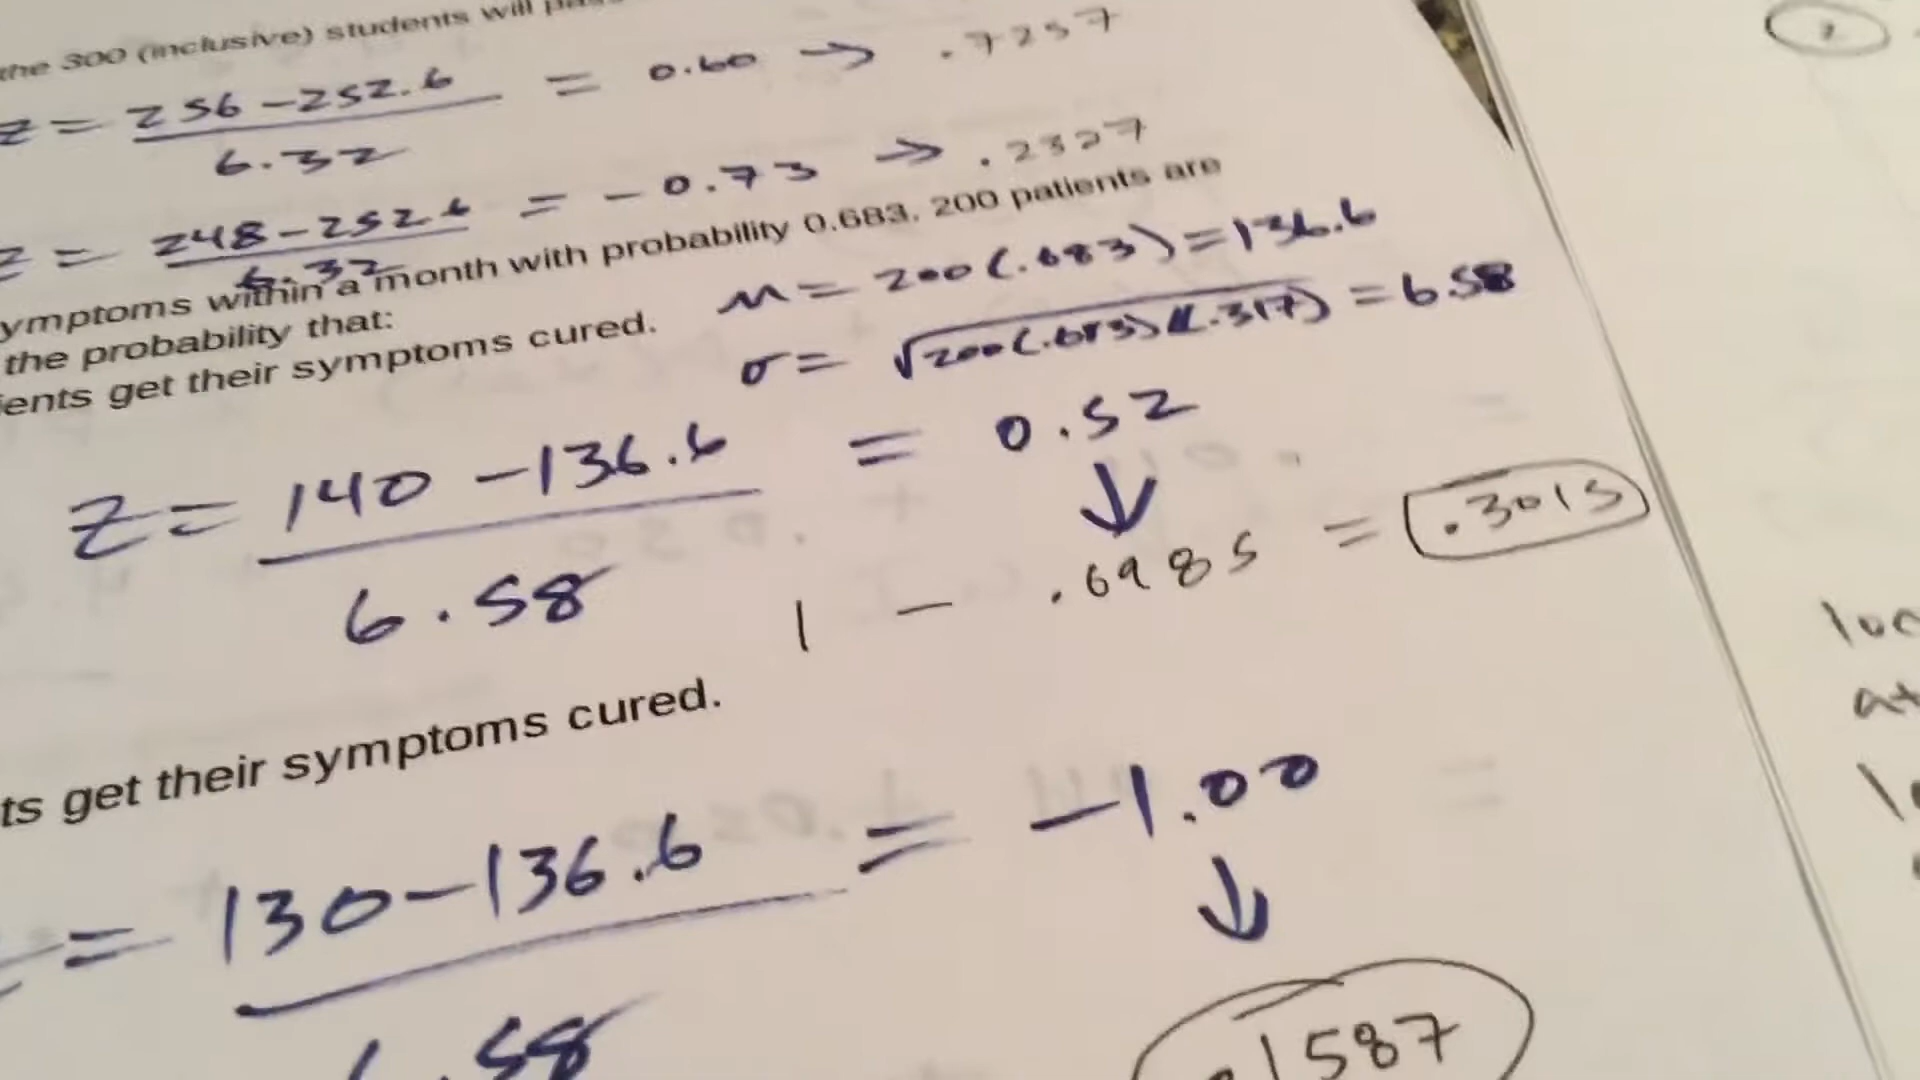 the 300 (inclusive) students will
z = 256 - 252.6 / 6.32 = 0.60 → .7257
z = 248 - 252.6 / 6.32 = - 0.73 → .2327
ymptoms within a month with probability 0.683. 200 patients are
the probability that:
ients get their symptoms cured.
μ = 200(.683) = 136.6
σ = √200(.683)(.317) = 6.58
Z = 140 - 136.6 / 6.58 = 0.52
↓
1 - .6985 = .3015
ts get their symptoms cured.
= 130 - 136.6 / 6.58 = -1.00
↓
.1587